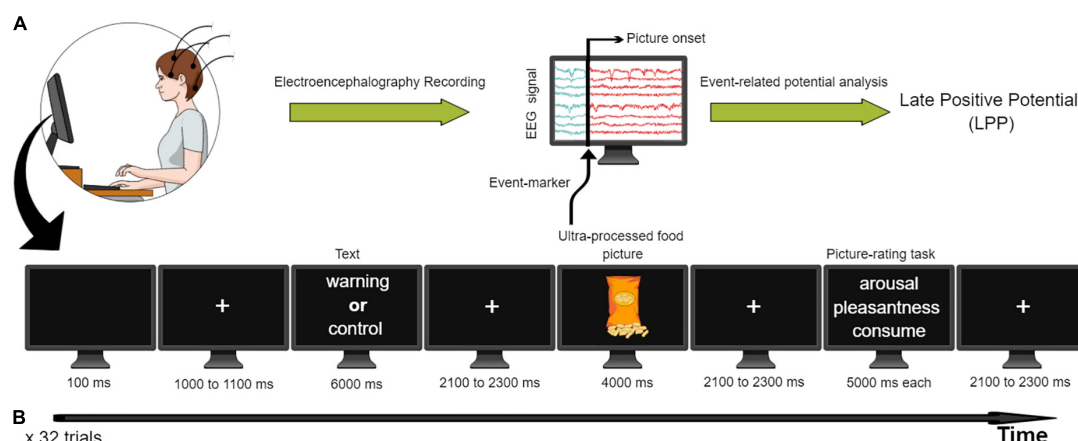 A
Picture onset
Electroencephalography Recording
EEG signal
Event-related potential analysis
Late Positive Potential
(LPP)
Event-marker
Ultra-processed food
picture
Text
Picture-rating task
+
warning
or
control
+
+
arousal
pleasantness
consume
+
100 ms
1000 to 1100 ms
6000 ms
2100 to 2300 ms
4000 ms
2100 to 2300 ms
5000 ms each
2100 to 2300 ms
B
x 32 trials
Time